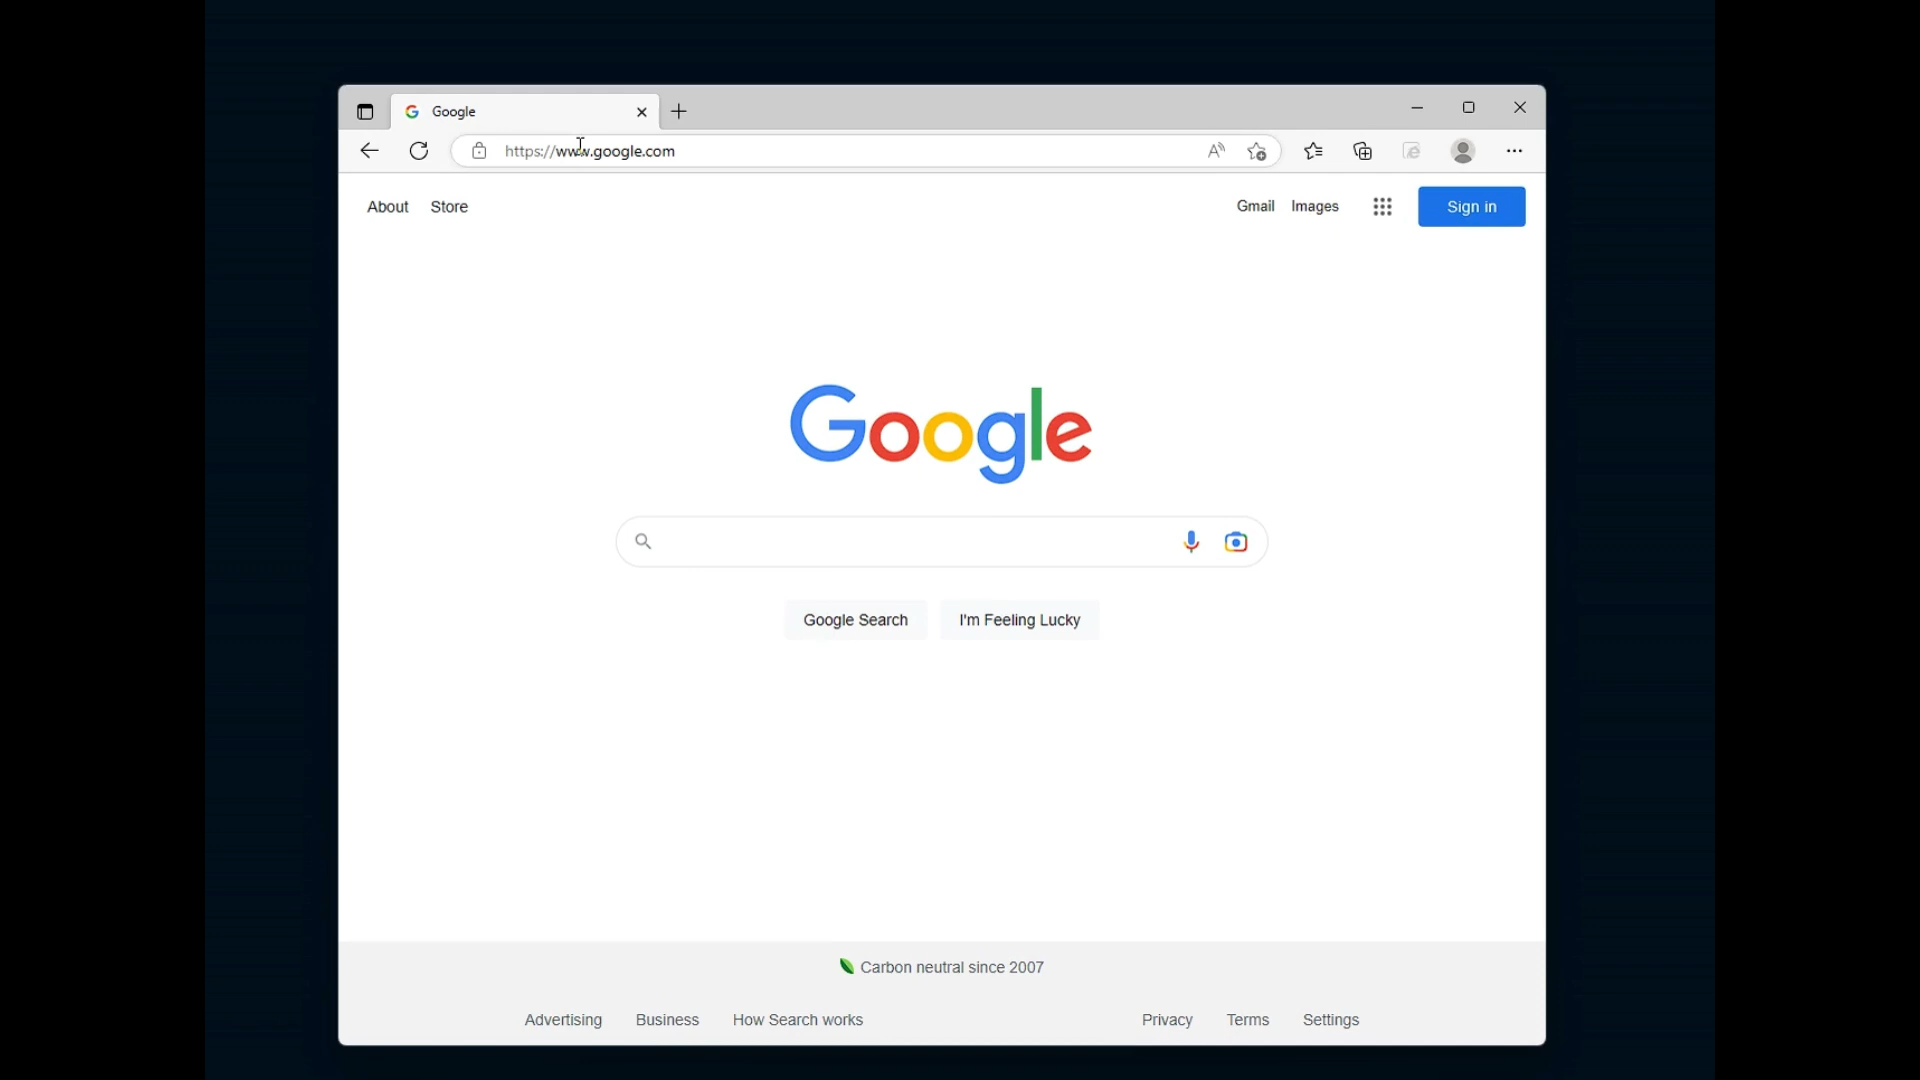 Google
https://www.google.com
About Store
Gmail Images Sign in
Google
Google Search I'm Feeling Lucky
Carbon neutral since 2007
Advertising Business How Search works Privacy Terms Settings